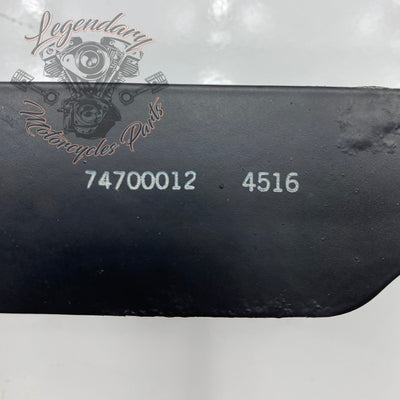 Legendary
Motorcycles Parts
74700012 4516